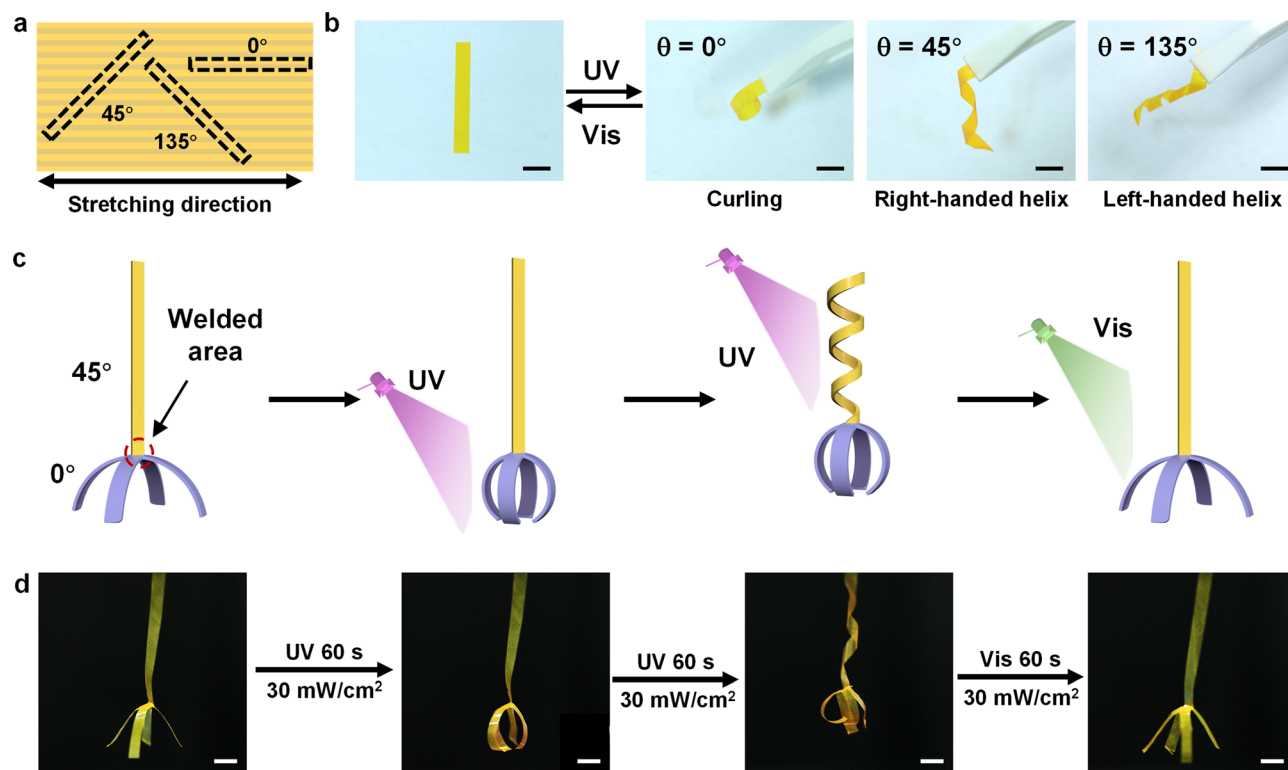 a
0°
45°
135°
Stretching direction
b
UV
Vis
θ = 0°
Curling
θ = 45°
Right-handed helix
θ = 135°
Left-handed helix
c
Welded
area
45°
0°
UV
UV
Vis
d
UV 60 s
30 mW/cm²
UV 60 s
30 mW/cm²
Vis 60 s
30 mW/cm²